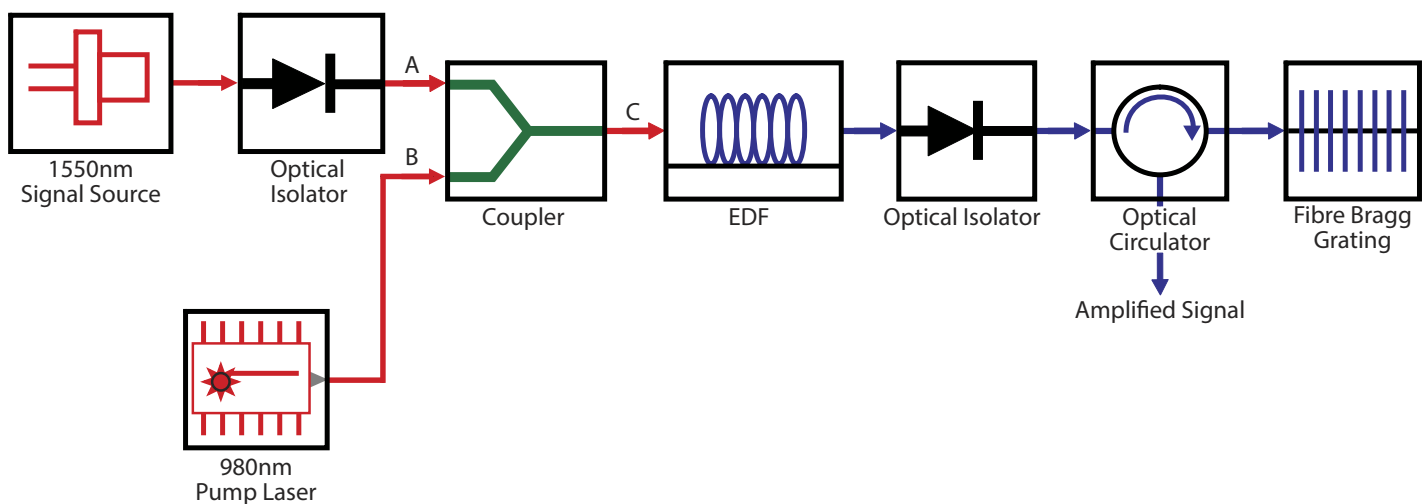 1550nm
Signal Source
Optical
Isolator
A
B
Coupler
C
EDF
Optical Isolator
Optical
Circulator
Amplified Signal
Fibre Bragg
Grating
980nm
Pump Laser